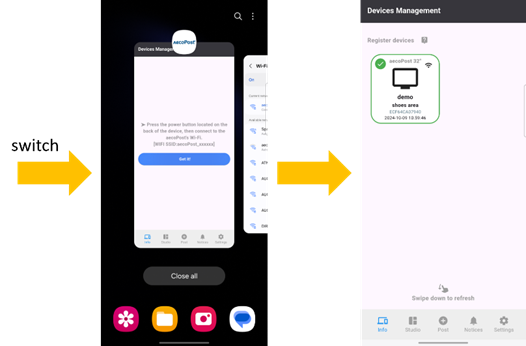 switch
aecoPost
Devices Management
➤ Press the power button located on the
back of the device, then connect to the
aecoPost's Wi-Fi.
[WIFI SSID:aecoPost_xxxxxx]
Got it!
Info
Studio
Post
Notices
Settings
Wi-Fi
On
Close all
Devices Management
Register devices
aecoPost 32"
demo
shoes area
2024-10-09 10:55:46
Swipe down to refresh
Info
Studio
Post
Notices
Settings